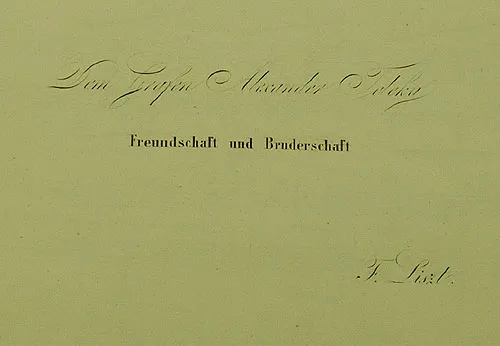 Dem Grafen Alexander Teleky
Freundschaft und Bruderschaft
F. Liszt.